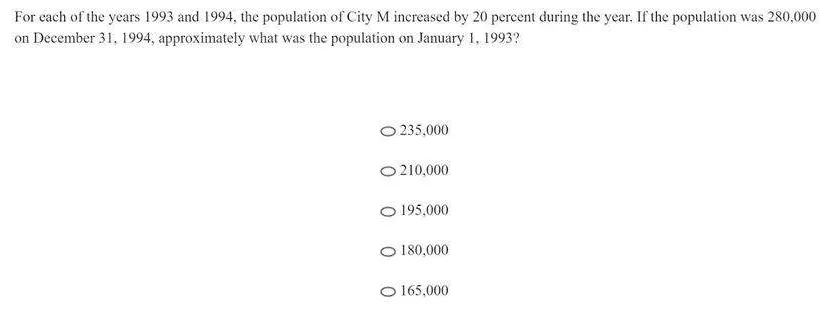 For each of the years 1993 and 1994, the population of City M increased by 20 percent during the year. If the population was 280,000
on December 31, 1994, approximately what was the population on January 1, 1993?
235,000
210,000
195,000
180,000
165,000